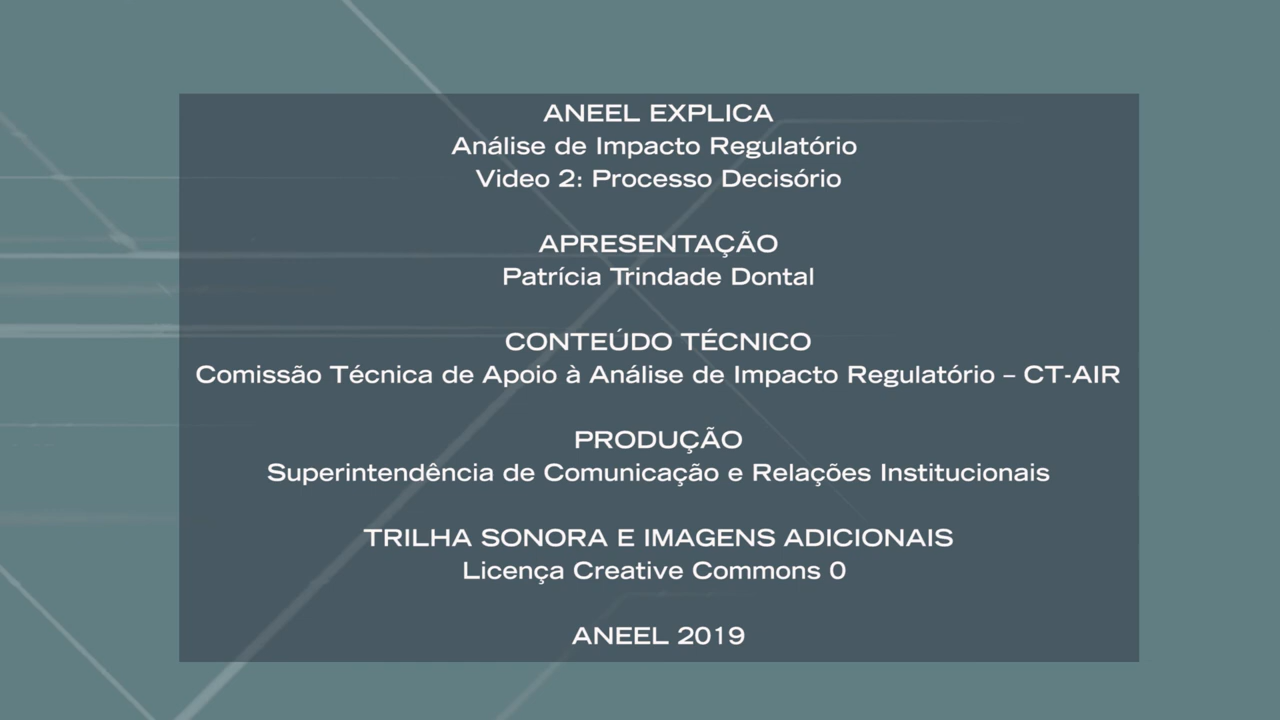 ANEEL EXPLICA
Análise de Impacto Regulatório
Video 2: Processo Decisório
APRESENTAÇÃO
Patrícia Trindade Dontal
CONTEÚDO TÉCNICO
Comissão Técnica de Apoio à Análise de Impacto Regulatório – CT-AIR
PRODUÇÃO
Superintendência de Comunicação e Relações Institucionais
TRILHA SONORA E IMAGENS ADICIONAIS
Licença Creative Commons 0
ANEEL 2019